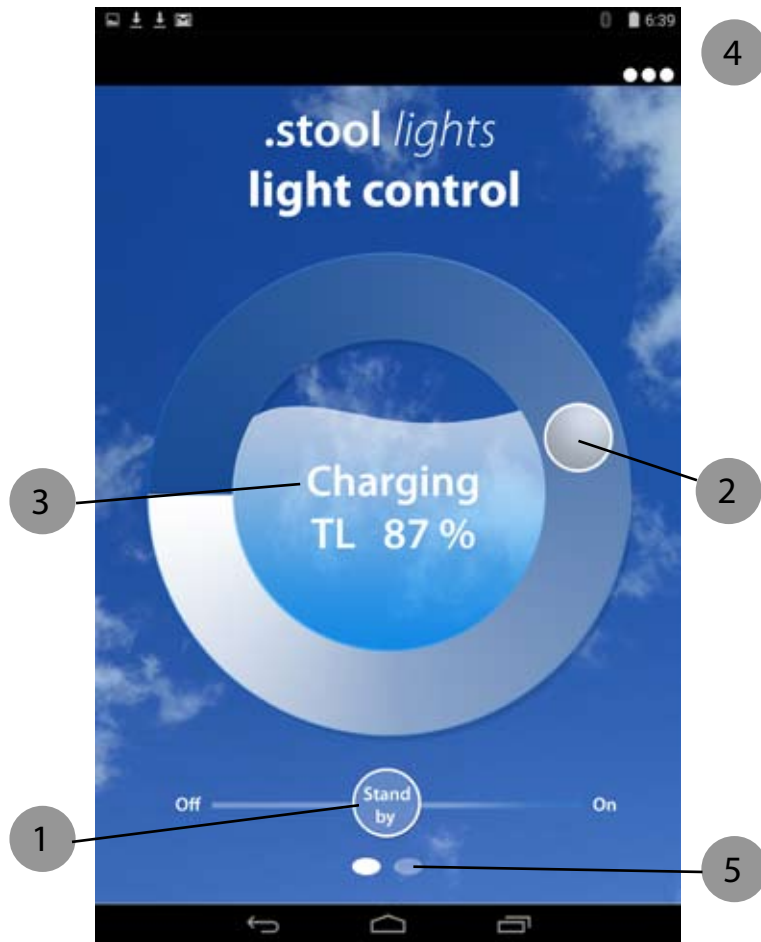 6:39
4
.stool lights
light control
3
Charging
2
TL 87 %
Off
Stand
by
On
1
5